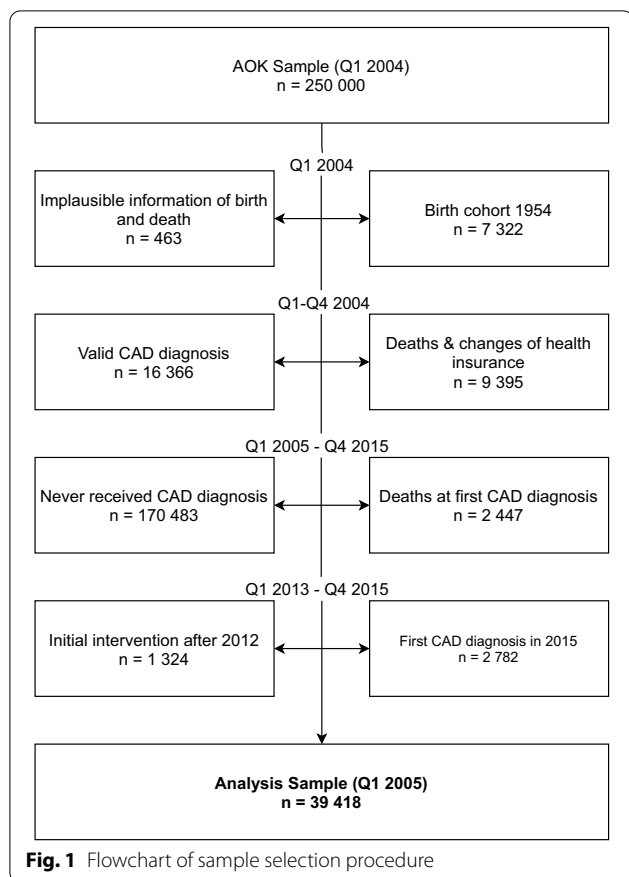 AOK Sample (Q1 2004)
n = 250 000
Q1 2004
Implausible information of birth
and death
n = 463
Birth cohort 1954
n = 7 322
Q1-Q4 2004
Valid CAD diagnosis
n = 16 366
Deaths & changes of health
insurance
n = 9 395
Q1 2005 - Q4 2015
Never received CAD diagnosis
n = 170 483
Deaths at first CAD diagnosis
n = 2 447
Q1 2013 - Q4 2015
Initial intervention after 2012
n = 1 324
First CAD diagnosis in 2015
n = 2 782
Analysis Sample (Q1 2005)
n = 39 418
Fig. 1 Flowchart of sample selection procedure